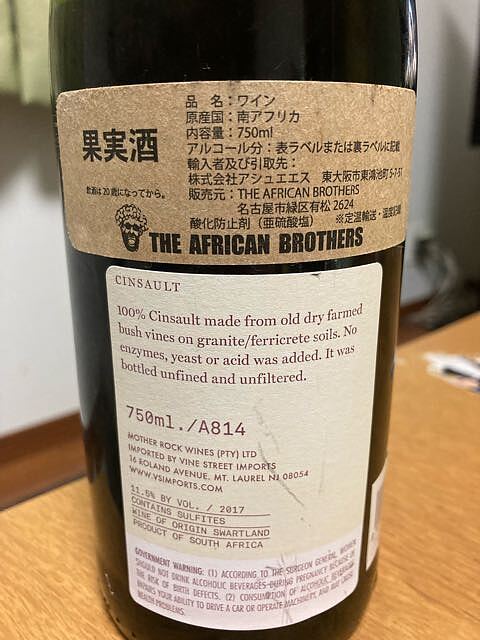 品 名：ワイン
原産国：南アフリカ
内容量：750ml
アルコール分：表ラベルまたは裏ラベルに記載
果実酒
輸入者及び引取先：
株式会社アシュエエス 東大阪市東鴻池町5-7-51
飲酒は20歳になってから。
販売元：THE AFRICAN BROTHERS
名古屋市緑区有松 2624
酸化防止剤（亜硫酸塩） ※定温輸送・温度記録
THE AFRICAN BROTHERS
CINSAULT
100% Cinsault made from old dry farmed
bush vines on granite/ferricrete soils. No
enzymes, yeast or acid was added. It was
bottled unfined and unfiltered.
750ml./A814
MOTHER ROCK WINES (PTY) LTD
IMPORTED BY VINE STREET IMPORTS
16 ROLAND AVENUE, MT. LAUREL NJ 08054
WWW.VSIMPORTS.COM
11.5% BY VOL. / 2017
CONTAINS SULFITES
WINE OF ORIGIN SWARTLAND
PRODUCT OF SOUTH AFRICA
GOVERNMENT WARNING: (1) ACCORDING TO THE SURGEON GENERAL, WOMEN
SHOULD NOT DRINK ALCOHOLIC BEVERAGES DURING PREGNANCY BECAUSE OF
THE RISK OF BIRTH DEFECTS. (2) CONSUMPTION OF ALCOHOLIC BEVERAGES
IMPAIRS YOUR ABILITY TO DRIVE A CAR OR OPERATE MACHINERY, AND MAY CAUSE
HEALTH PROBLEMS.